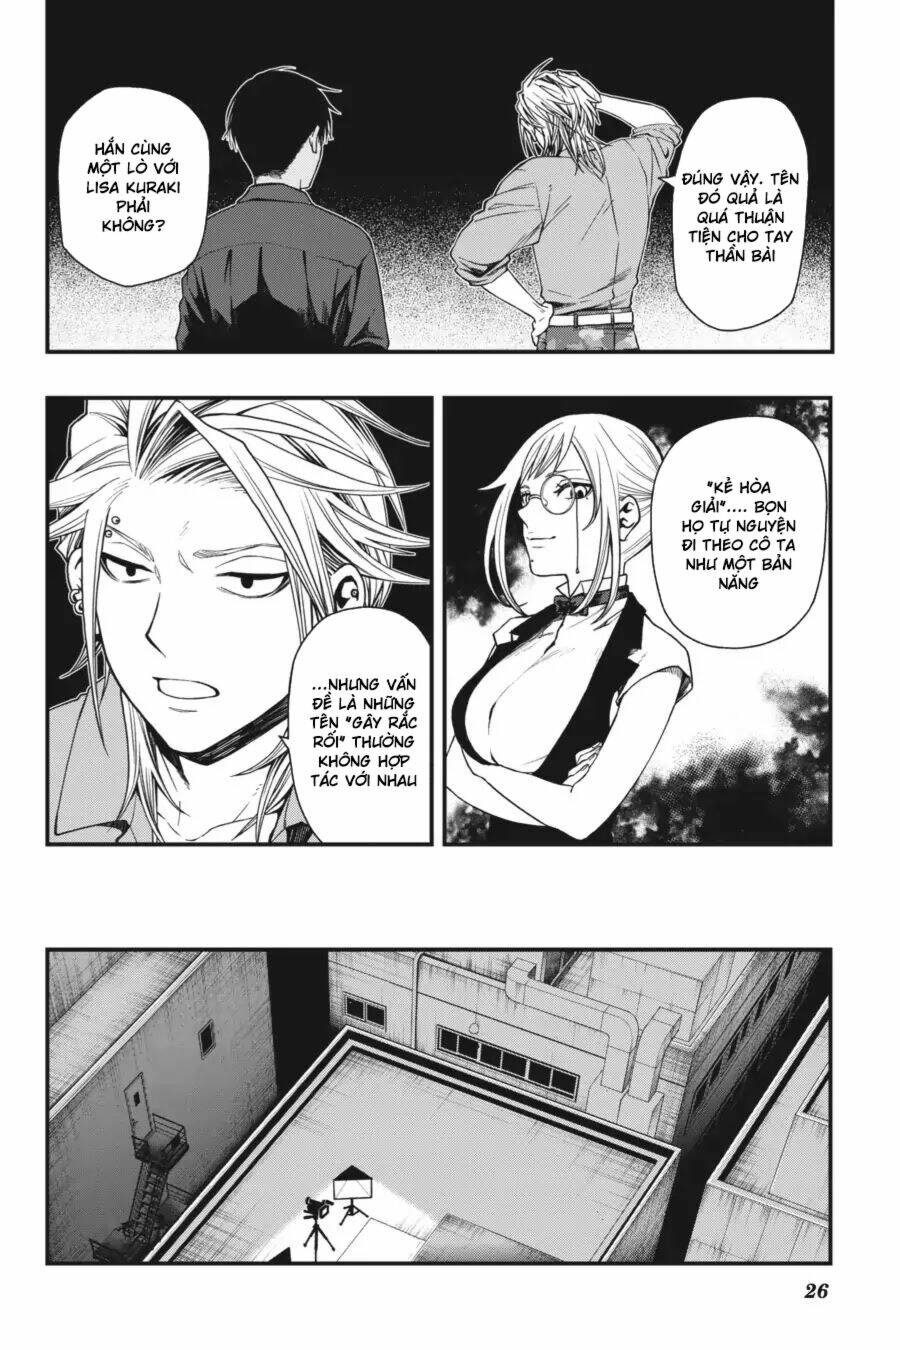 ĐÚNG VẬY. TÊN
ĐÓ QUẢ LÀ
QUÁ THUẬN
TIỆN CHO TAY
THẦN BÀI
HẮN CÙNG
MỘT LÒ VỚI
LISA KURAKI
PHẢI
KHÔNG?
"KẺ HÒA
GIẢI".... BỌN
HỌ TỰ NGUYỆN
ĐI THEO CÔ TA
NHƯ MỘT BẢN
NĂNG
...NHƯNG VẤN
ĐỀ LÀ NHỮNG
TÊN "GÂY RẮC
RỐI" THƯỜNG
KHÔNG HỢP
TÁC VỚI NHAU
26